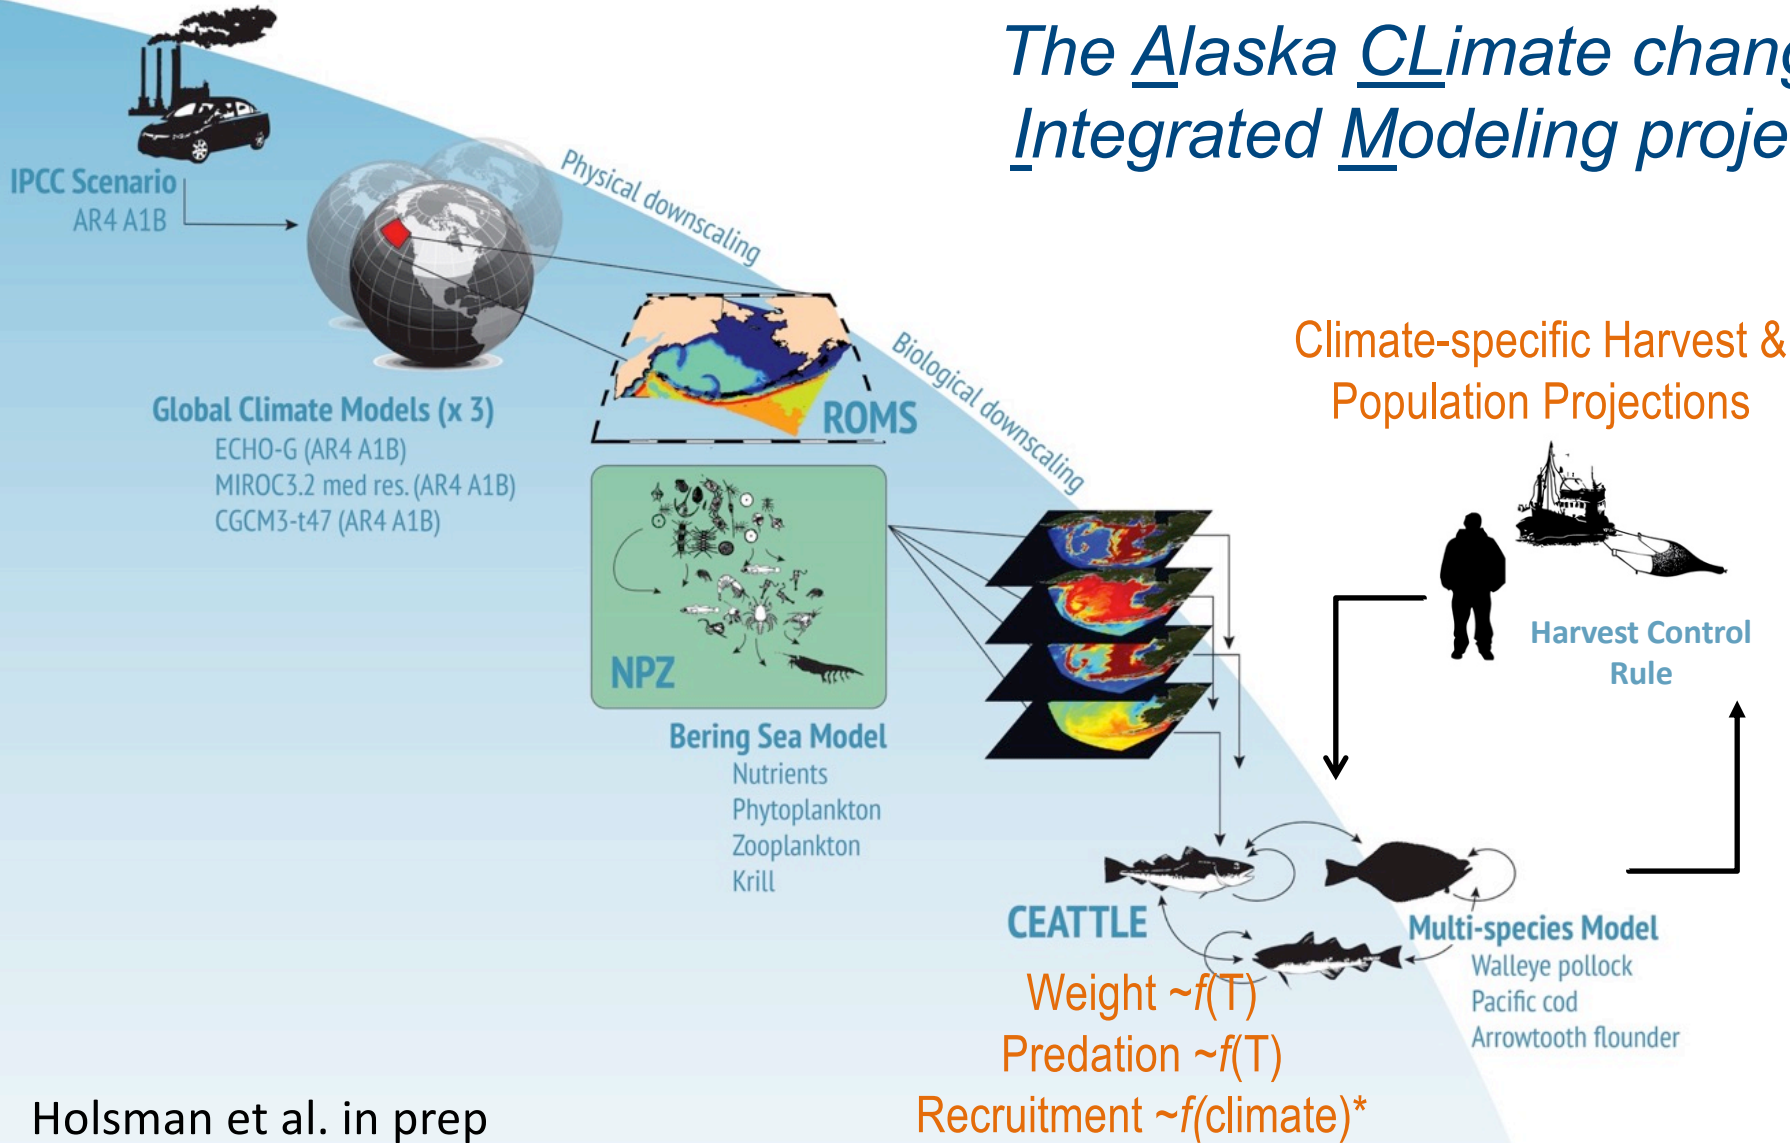 The Alaska CLimate chang
Integrated Modeling proje
IPCC Scenario
AR4 A1B
Physical downscaling
Global Climate Models (x 3)
ECHO-G (AR4 A1B)
MIROC3.2 med res. (AR4 A1B)
CGCM3-t47 (AR4 A1B)
ROMS
Biological downscaling
Climate-specific Harvest &
Population Projections
Harvest Control
Rule
NPZ
Bering Sea Model
Nutrients
Phytoplankton
Zooplankton
Krill
CEATTLE
Multi-species Model
Walleye pollock
Pacific cod
Arrowtooth flounder
Weight ~f(T)
Predation ~f(T)
Recruitment ~f(climate)*
Holsman et al. in prep